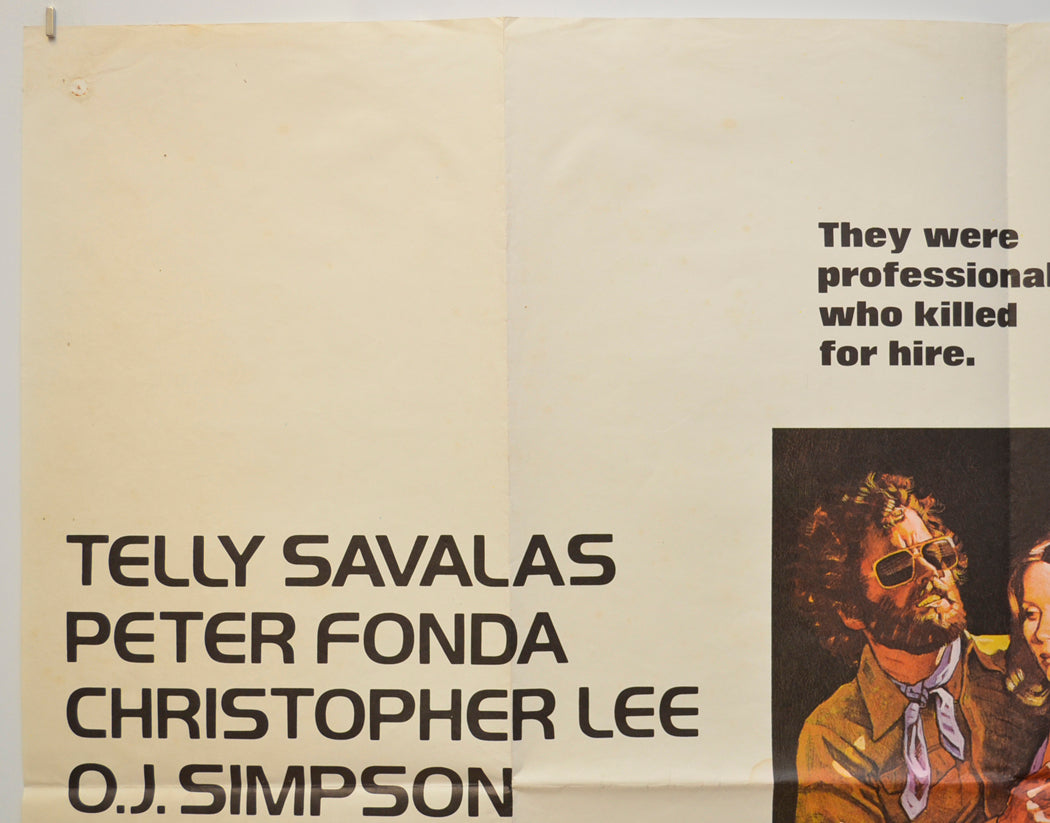 They were
professional
who killed
for hire.
TELLY SAVALAS
PETER FONDA
CHRISTOPHER LEE
O.J. SIMPSON